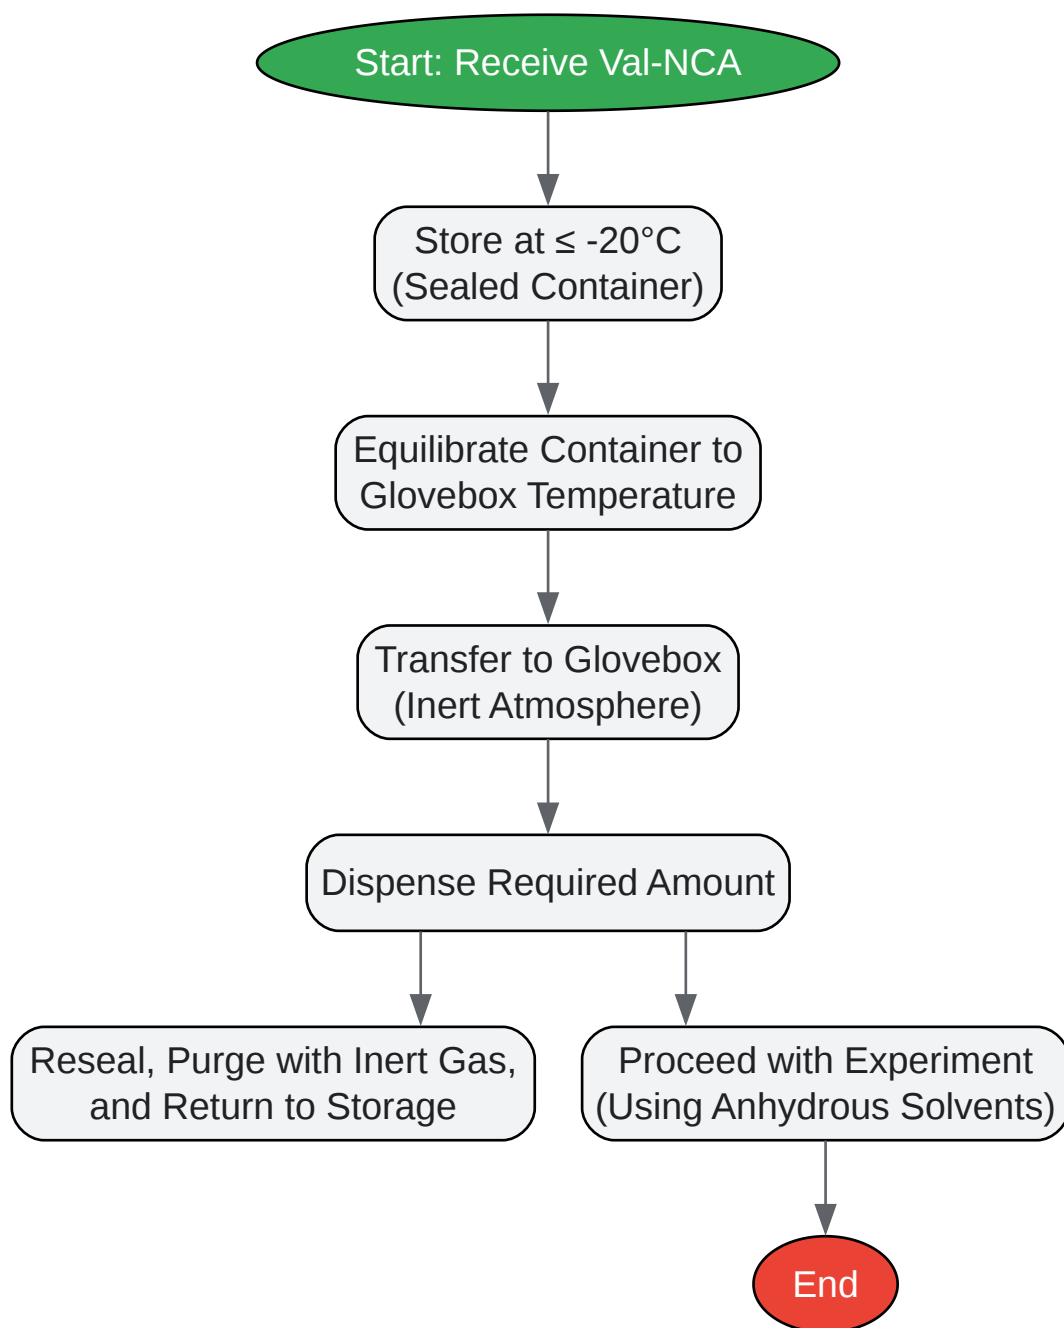 Start: Receive Val-NCA
Store at ≤ -20°C
(Sealed Container)
Equilibrate Container to
Glovebox Temperature
Transfer to Glovebox
(Inert Atmosphere)
Dispense Required Amount
Reseal, Purge with Inert Gas,
and Return to Storage
Proceed with Experiment
(Using Anhydrous Solvents)
End